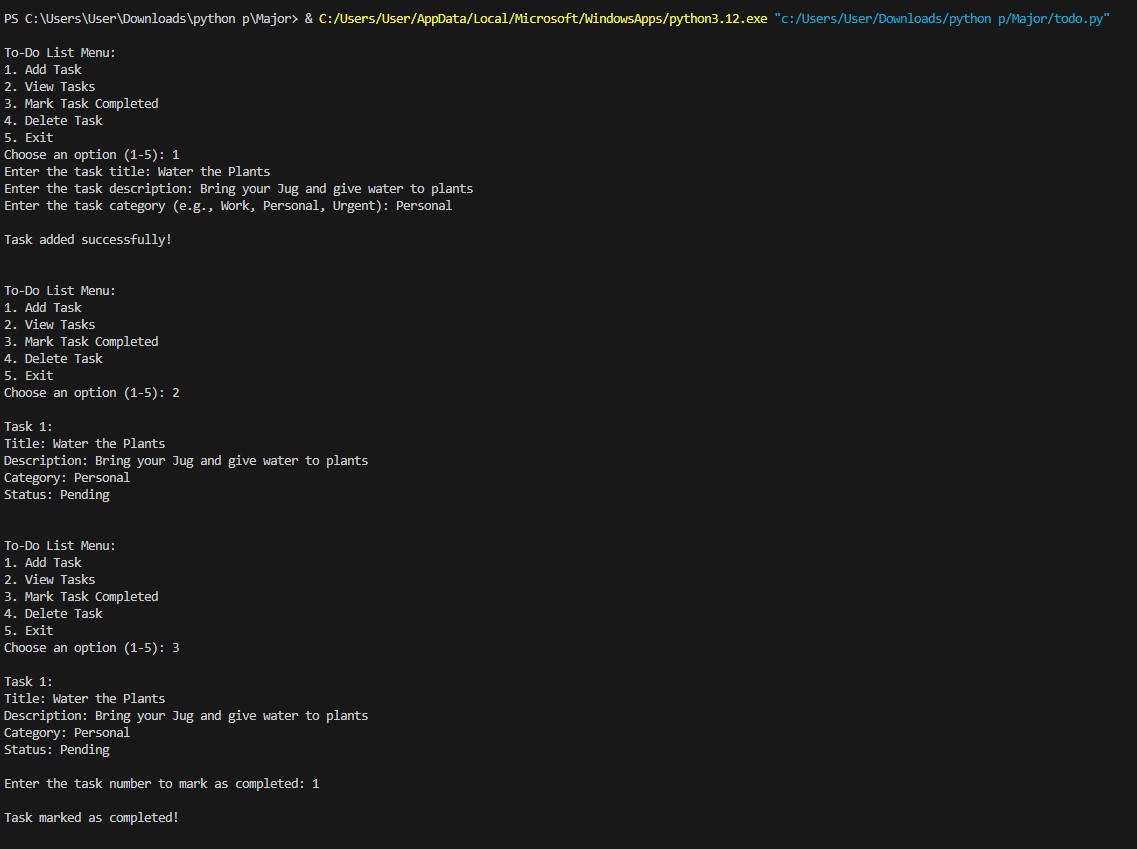 PS C:\Users\User\Downloads\python p\Major> & C:/Users/User/AppData/Local/Microsoft/WindowsApps/python3.12.exe "c:/Users/User/Downloads/python p/Major/todo.py"
To-Do List Menu:
1. Add Task
2. View Tasks
3. Mark Task Completed
4. Delete Task
5. Exit
Choose an option (1-5): 1
Enter the task title: Water the Plants
Enter the task description: Bring your Jug and give water to plants
Enter the task category (e.g., Work, Personal, Urgent): Personal
Task added successfully!
To-Do List Menu:
1. Add Task
2. View Tasks
3. Mark Task Completed
4. Delete Task
5. Exit
Choose an option (1-5): 2
Task 1:
Title: Water the Plants
Description: Bring your Jug and give water to plants
Category: Personal
Status: Pending
To-Do List Menu:
1. Add Task
2. View Tasks
3. Mark Task Completed
4. Delete Task
5. Exit
Choose an option (1-5): 3
Task 1:
Title: Water the Plants
Description: Bring your Jug and give water to plants
Category: Personal
Status: Pending
Enter the task number to mark as completed: 1
Task marked as completed!